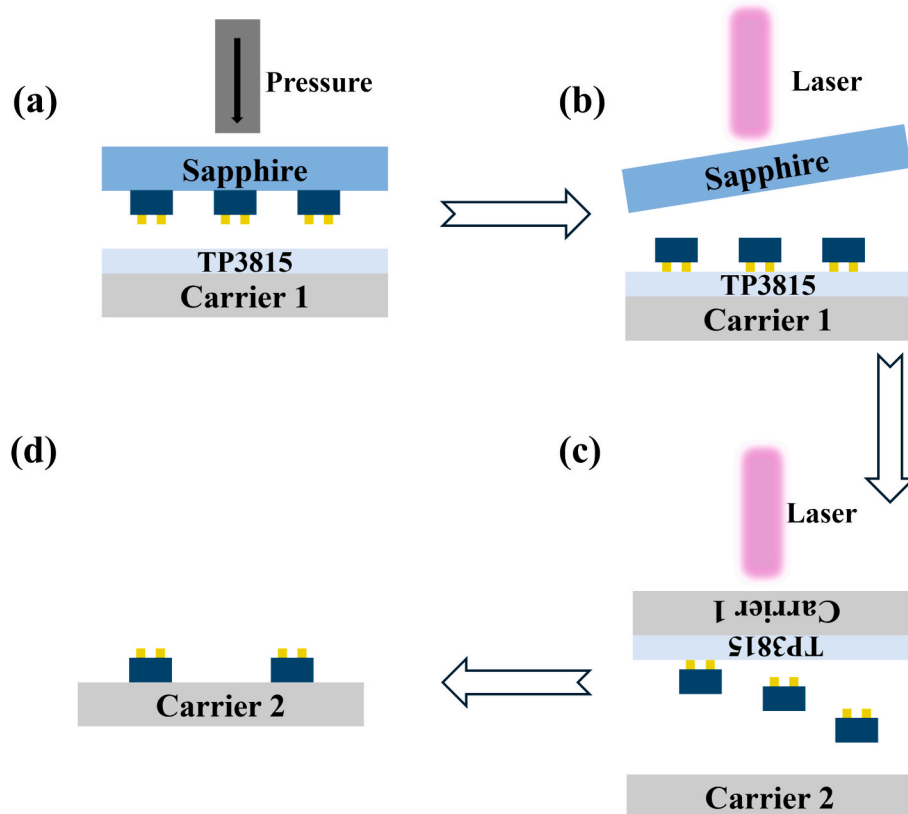 (a)
Pressure
Sapphire
TP3815
Carrier 1
(b)
Laser
Sapphire
TP3815
Carrier 1
(d)
Carrier 2
(c)
Laser
Carrier 1
TP3815
Carrier 2